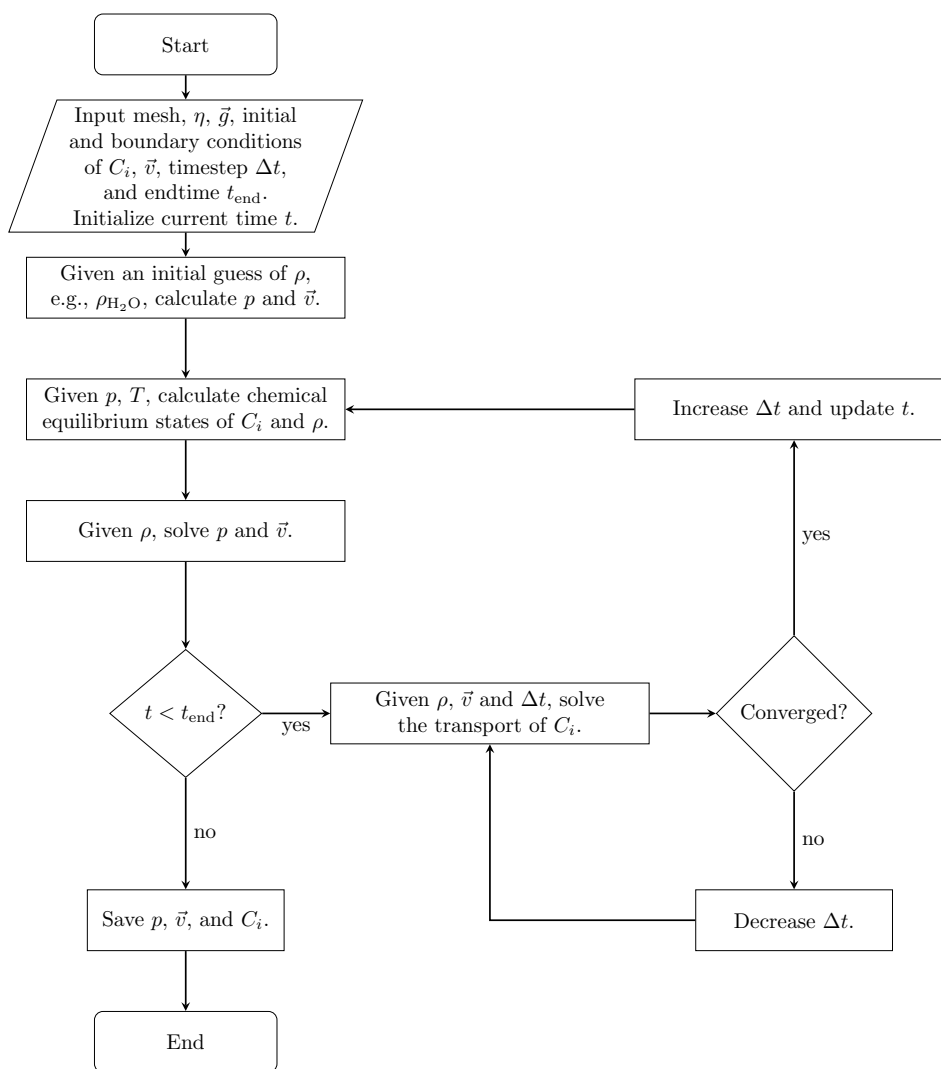 Start
Input mesh, η, g⃗, initial
and boundary conditions
of Cᵢ, v⃗, timestep Δt,
and endtime t_end.
Initialize current time t.
Given an initial guess of ρ,
e.g., ρ_H₂O, calculate p and v⃗.
Given p, T, calculate chemical
equilibrium states of Cᵢ and ρ.
Increase Δt and update t.
Given ρ, solve p and v⃗.
yes
t < t_end?
yes
Given ρ, v⃗ and Δt, solve
the transport of Cᵢ.
Converged?
no
no
Save p, v⃗, and Cᵢ.
Decrease Δt.
End